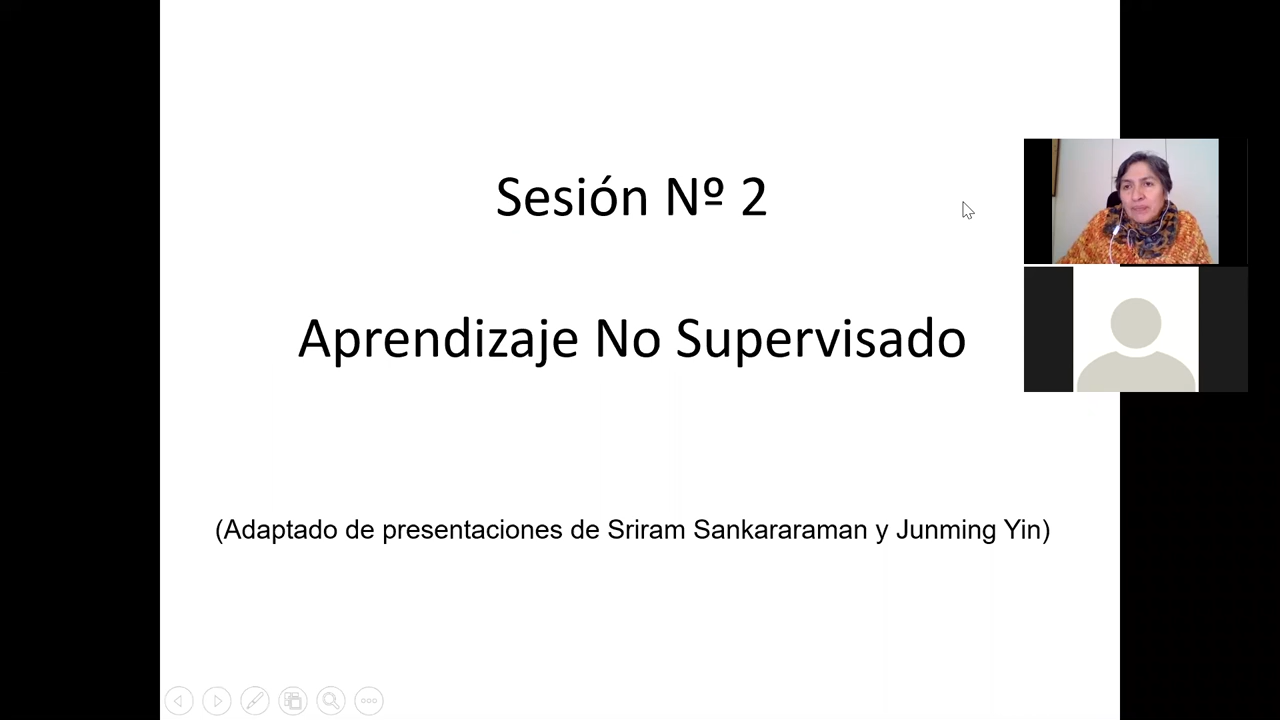 Sesión Nº 2
Aprendizaje No Supervisado
(Adaptado de presentaciones de Sriram Sankararaman y Junming Yin)